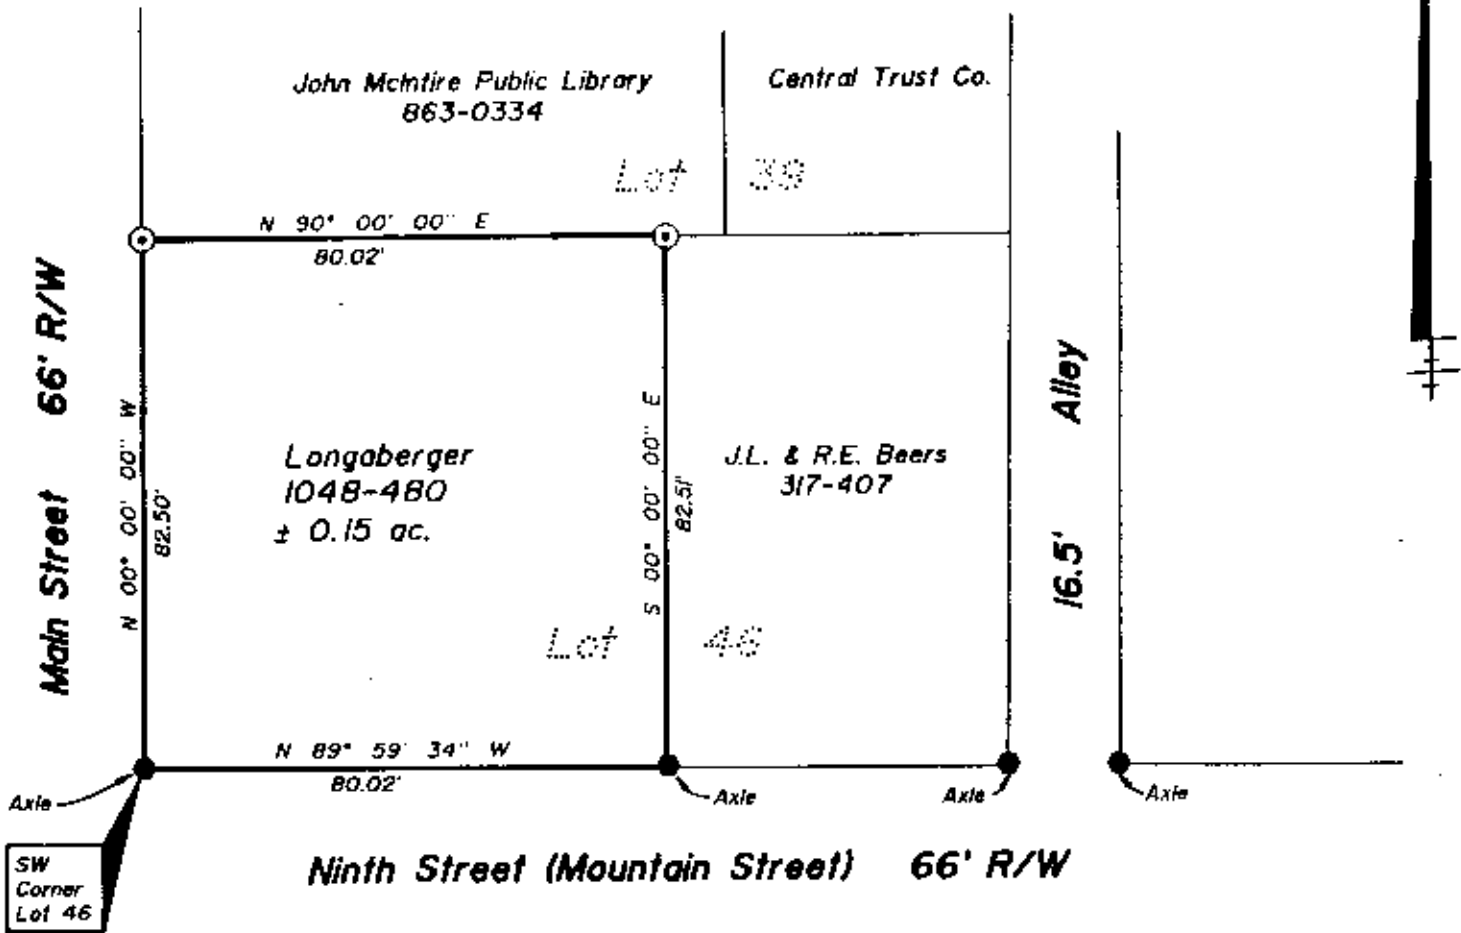 John McIntire Public Library
863-0334
Central Trust Co.
Lot 39
N 90° 00' 00" E
80.02'
Main Street 66' R/W
N 00° 00' 00" W
82.50'
Longaberger
1048-480
± 0.15 ac.
S 00° 00' 00" E
82.51'
J.L. & R.E. Beers
317-407
16.5' Alley
Lot 46
N 89° 59' 34" W
80.02'
Axle
Axle
Axle
Axle
SW
Corner
Lot 46
Ninth Street (Mountain Street) 66' R/W